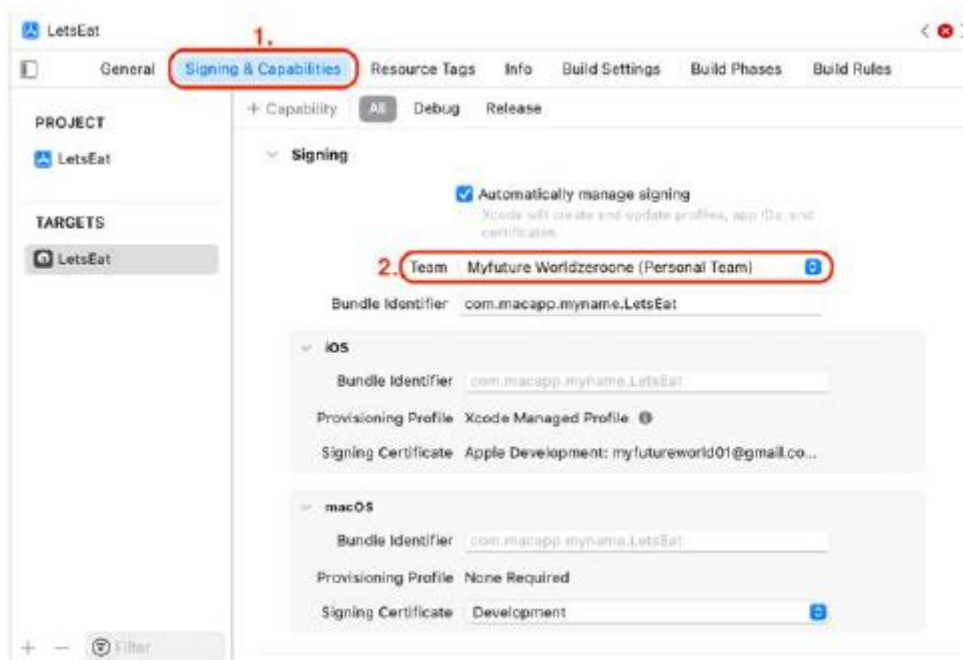 LetsEat
1.
General Signing & Capabilities Resource Tags Info Build Settings Build Phases Build Rules
+ Capability All Debug Release
PROJECT
LetsEat
TARGETS
LetsEat
Signing
Automatically manage signing
Xcode will create and update profiles, app IDs, and
certificates.
2. Team Myfuture Worldzeroone (Personal Team)
Bundle Identifier com.macapp.myname.LetsEat
iOS
Bundle Identifier com.macapp.myname.LetsEat
Provisioning Profile Xcode Managed Profile
Signing Certificate Apple Development: myfutureworld01@gmail.co...
macOS
Bundle Identifier com.macapp.myname.LetsEat
Provisioning Profile None Required
Signing Certificate Development
+ — Filter